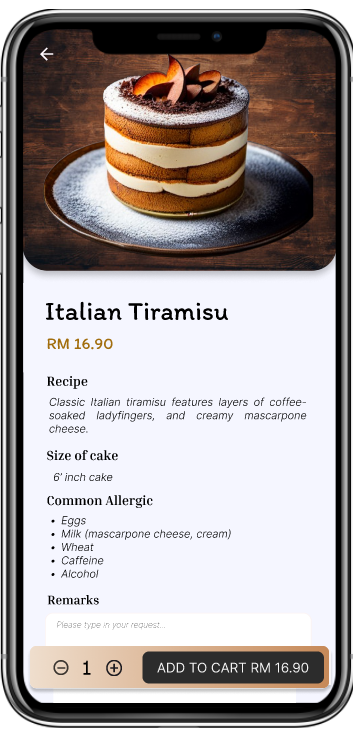 Italian Tiramisu
RM 16.90
Recipe
Classic Italian tiramisu features layers of coffee-
soaked ladyfingers, and creamy mascarpone
cheese.
Size of cake
6' inch cake
Common Allergic
• Eggs
• Milk (mascarpone cheese, cream)
• Wheat
• Caffeine
• Alcohol
Remarks
Please type in your request...
1 ADD TO CART RM 16.90